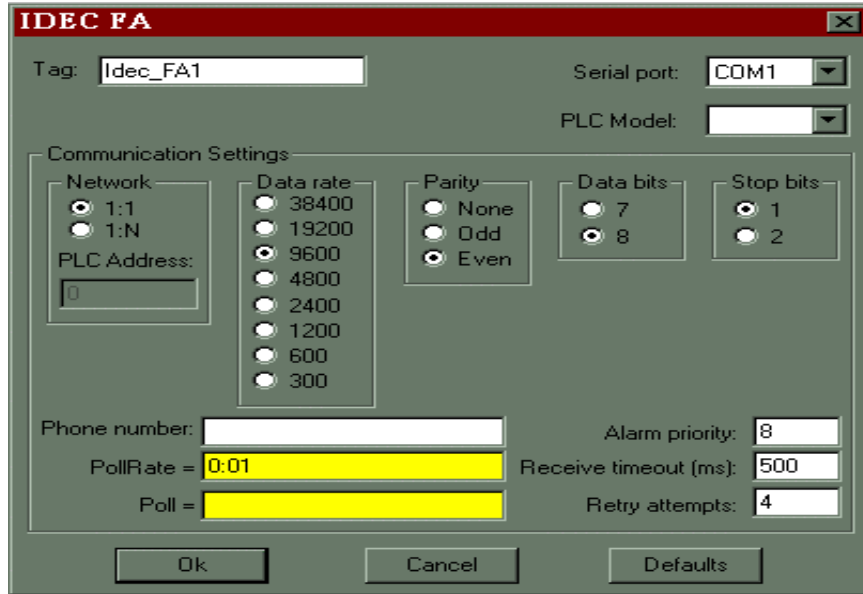 IDEC FA
Tag: Idec_FA1
Serial port: COM1
PLC Model:
Communication Settings
Network
1:1
1:N
PLC Address:
0
Data rate
38400
19200
9600
4800
2400
1200
600
300
Parity
None
Odd
Even
Data bits
7
8
Stop bits
1
2
Phone number:
PollRate = 0:01
Poll =
Alarm priority: 8
Receive timeout (ms): 500
Retry attempts: 4
Ok
Cancel
Defaults